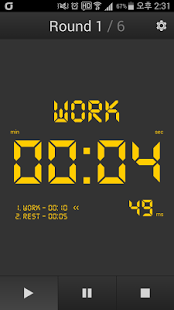 67% 오후 2:31
Round 1 / 6
WORK
min
sec
00:04
1. WORK - 00:10 <<
2. REST - 00:05
49 ms